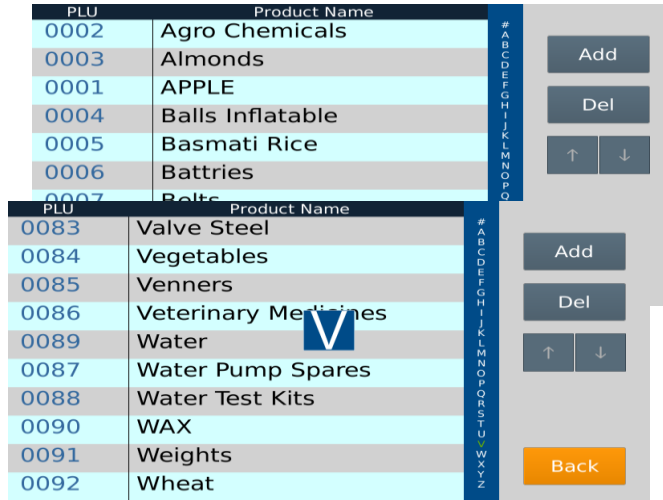 PLU Product Name
0002 Agro Chemicals
0003 Almonds
0001 APPLE
0004 Balls Inflatable
0005 Basmati Rice
0006 Battries
0007 Bolts
#
A
B
C
D
E
F
G
H
I
J
K
L
M
N
O
P
Q
Add
Del
↑ ↓
PLU Product Name
0083 Valve Steel
0084 Vegetables
0085 Venners
0086 Veterinary Medicines
0089 Water
0087 Water Pump Spares
0088 Water Test Kits
0090 WAX
0091 Weights
0092 Wheat
V
#
A
B
C
D
E
F
G
H
I
J
K
L
M
N
O
P
Q
R
S
T
U
V
W
X
Y
Z
Add
Del
↑ ↓
Back